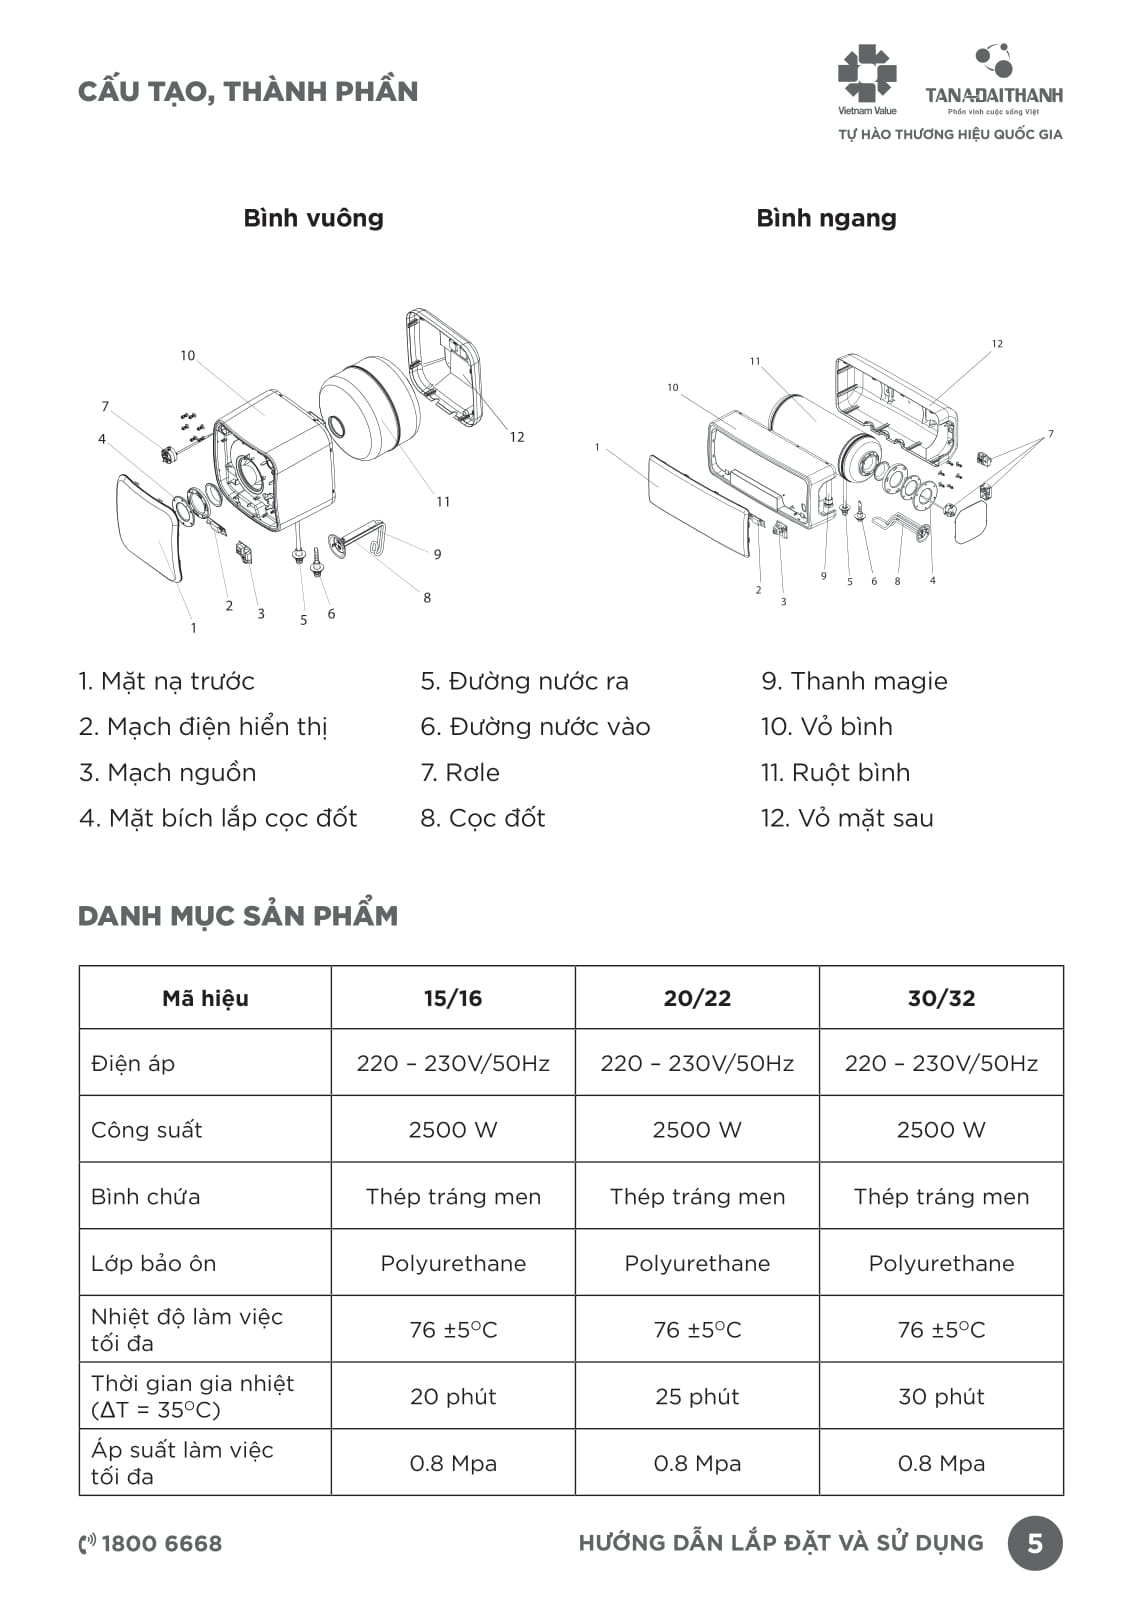 CẤU TẠO, THÀNH PHẦN
Vietnam Value
TANADAITHANH
Phồn vinh cuộc sống Việt
TỰ HÀO THƯƠNG HIỆU QUỐC GIA
Bình vuông
10
7
4
12
11
9
8
2
3
5
6
1
Bình ngang
12
11
10
7
1
9
5
6
8
4
2
3
1. Mặt nạ trước
2. Mạch điện hiển thị
3. Mạch nguồn
4. Mặt bích lắp cọc đốt
5. Đường nước ra
6. Đường nước vào
7. Rơle
8. Cọc đốt
9. Thanh magie
10. Vỏ bình
11. Ruột bình
12. Vỏ mặt sau
DANH MỤC SẢN PHẨM
Mã hiệu 15/16 20/22 30/32
Điện áp 220 – 230V/50Hz 220 – 230V/50Hz 220 – 230V/50Hz
Công suất 2500 W 2500 W 2500 W
Bình chứa Thép tráng men Thép tráng men Thép tráng men
Lớp bảo ôn Polyurethane Polyurethane Polyurethane
Nhiệt độ làm việc
tối đa 76 ±5ᴼC 76 ±5ᴼC 76 ±5ᴼC
Thời gian gia nhiệt
(ΔT = 35ᴼC) 20 phút 25 phút 30 phút
Áp suất làm việc
tối đa 0.8 Mpa 0.8 Mpa 0.8 Mpa
1800 6668
HƯỚNG DẪN LẮP ĐẶT VÀ SỬ DỤNG 5